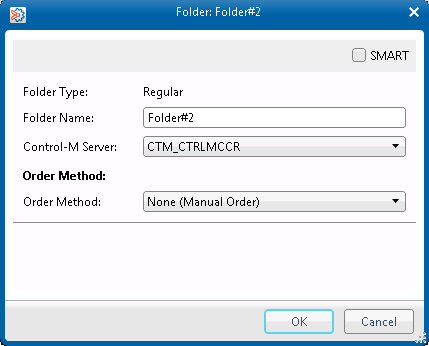 Folder: Folder#2
SMART
Folder Type: Regular
Folder Name: Folder#2
Control-M Server: CTM_CTRLMCCR
Order Method:
Order Method: None (Manual Order)
OK Cancel